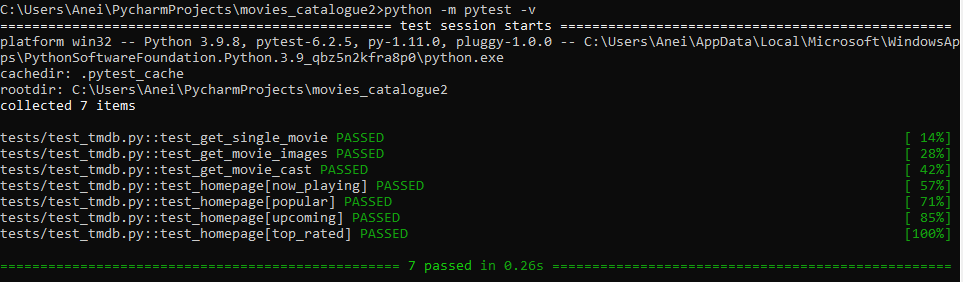 C:\Users\Anei\PycharmProjects\movies_catalogue2>python -m pytest -v
================================================= test session starts =================================================
platform win32 -- Python 3.9.8, pytest-6.2.5, py-1.11.0, pluggy-1.0.0 -- C:\Users\Anei\AppData\Local\Microsoft\WindowsAp
ps\PythonSoftwareFoundation.Python.3.9_qbz5n2kfra8p0\python.exe
cachedir: .pytest_cache
rootdir: C:\Users\Anei\PycharmProjects\movies_catalogue2
collected 7 items
tests/test_tmdb.py::test_get_single_movie PASSED [ 14%]
tests/test_tmdb.py::test_get_movie_images PASSED [ 28%]
tests/test_tmdb.py::test_get_movie_cast PASSED [ 42%]
tests/test_tmdb.py::test_homepage[now_playing] PASSED [ 57%]
tests/test_tmdb.py::test_homepage[popular] PASSED [ 71%]
tests/test_tmdb.py::test_homepage[upcoming] PASSED [ 85%]
tests/test_tmdb.py::test_homepage[top_rated] PASSED [100%]
================================================== 7 passed in 0.26s ==================================================